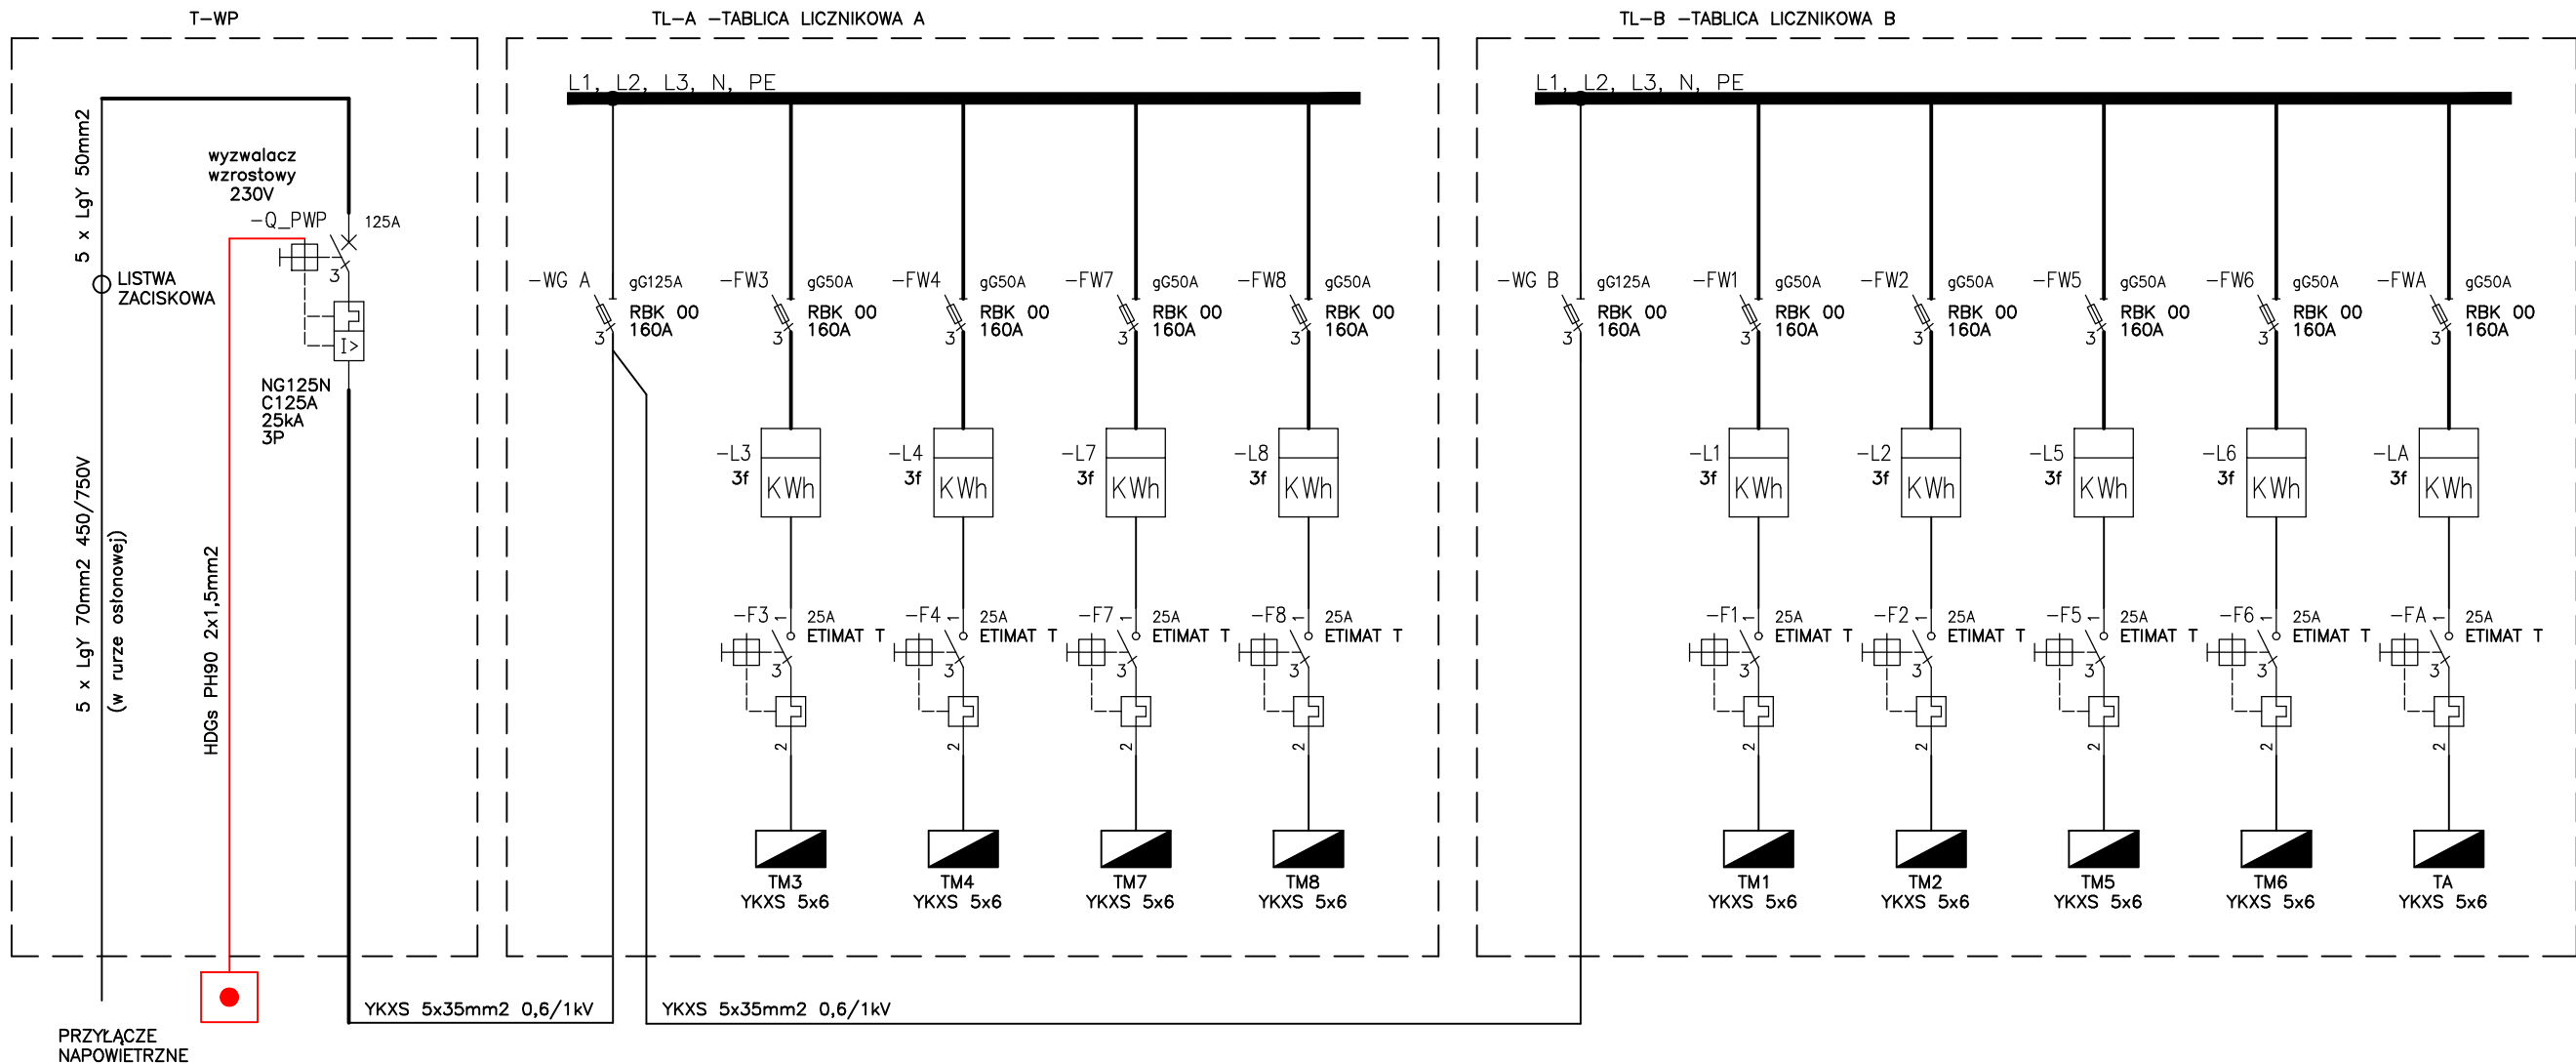 T-WP
TL-A -TABLICA LICZNIKOWA A
TL-B -TABLICA LICZNIKOWA B
5 x LgY 50mm2
LISTWA
ZACISKOWA
5 x LgY 70mm2 450/750V
(w rurze osłonowej)
PRZYŁĄCZE
NAPOWIETRZNE
HDGs PH90 2x1,5mm2
wyzwalacz
wzrostowy
230V
-Q_PWP
125A
3
I>
NG125N
C125A
25kA
3P
YKXS 5x35mm2 0,6/1kV
YKXS 5x35mm2 0,6/1kV
L1, L2, L3, N, PE
-WG A
gG125A
RBK 00
160A
3
-FW3
gG50A
RBK 00
160A
3
-FW4
gG50A
RBK 00
160A
3
-FW7
gG50A
RBK 00
160A
3
-FW8
gG50A
RBK 00
160A
3
-L3
3f
KWh
-L4
3f
KWh
-L7
3f
KWh
-L8
3f
KWh
-F3
1
25A
ETIMAT T
3
2
-F4
1
25A
ETIMAT T
3
2
-F7
1
25A
ETIMAT T
3
2
-F8
1
25A
ETIMAT T
3
2
TM3
YKXS 5x6
TM4
YKXS 5x6
TM7
YKXS 5x6
TM8
YKXS 5x6
L1, L2, L3, N, PE
-WG B
gG125A
RBK 00
160A
3
-FW1
gG50A
RBK 00
160A
3
-FW2
gG50A
RBK 00
160A
3
-FW5
gG50A
RBK 00
160A
3
-FW6
gG50A
RBK 00
160A
3
-FWA
gG50A
RBK 00
160A
3
-L1
3f
KWh
-L2
3f
KWh
-L5
3f
KWh
-L6
3f
KWh
-LA
3f
KWh
-F1
1
25A
ETIMAT T
3
2
-F2
1
25A
ETIMAT T
3
2
-F5
1
25A
ETIMAT T
3
2
-F6
1
25A
ETIMAT T
3
2
-FA
1
25A
ETIMAT T
3
2
TM1
YKXS 5x6
TM2
YKXS 5x6
TM5
YKXS 5x6
TM6
YKXS 5x6
TA
YKXS 5x6